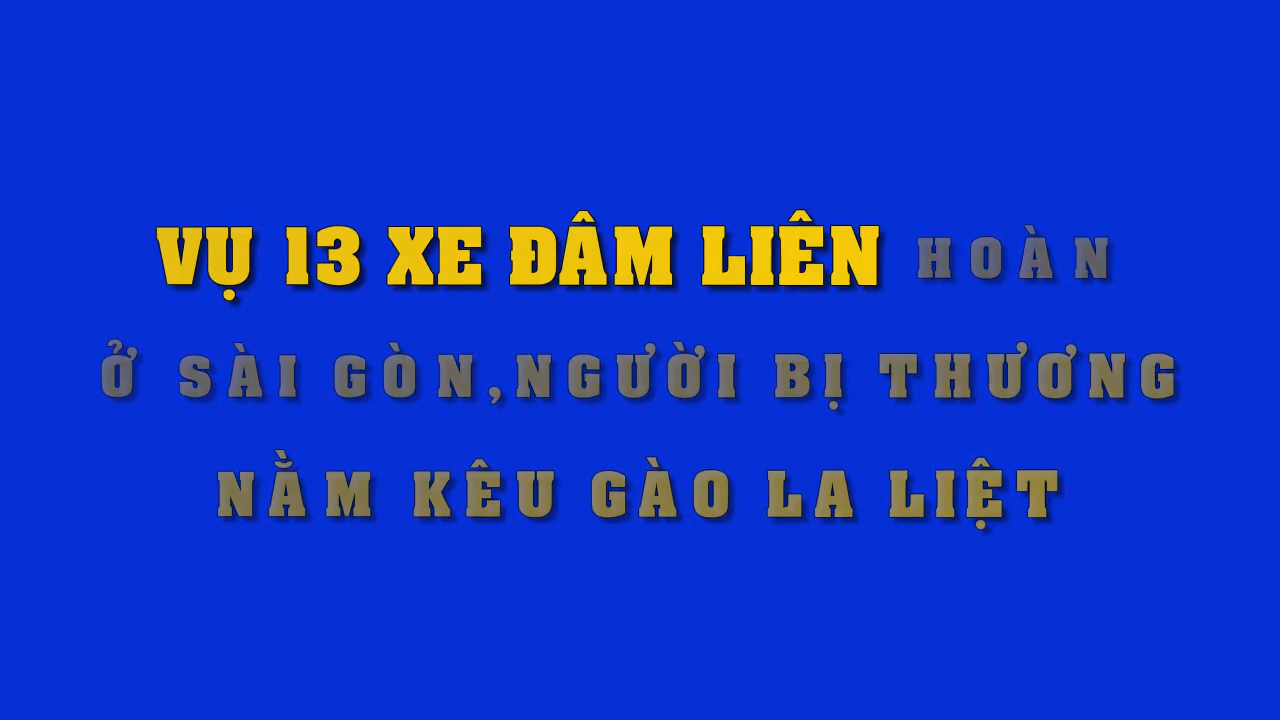 VỤ 13 XE ĐÂM LIÊN HOÀN
Ở SÀI GÒN,NGƯỜI BỊ THƯƠNG
NẰM KÊU GÀO LA LIỆT